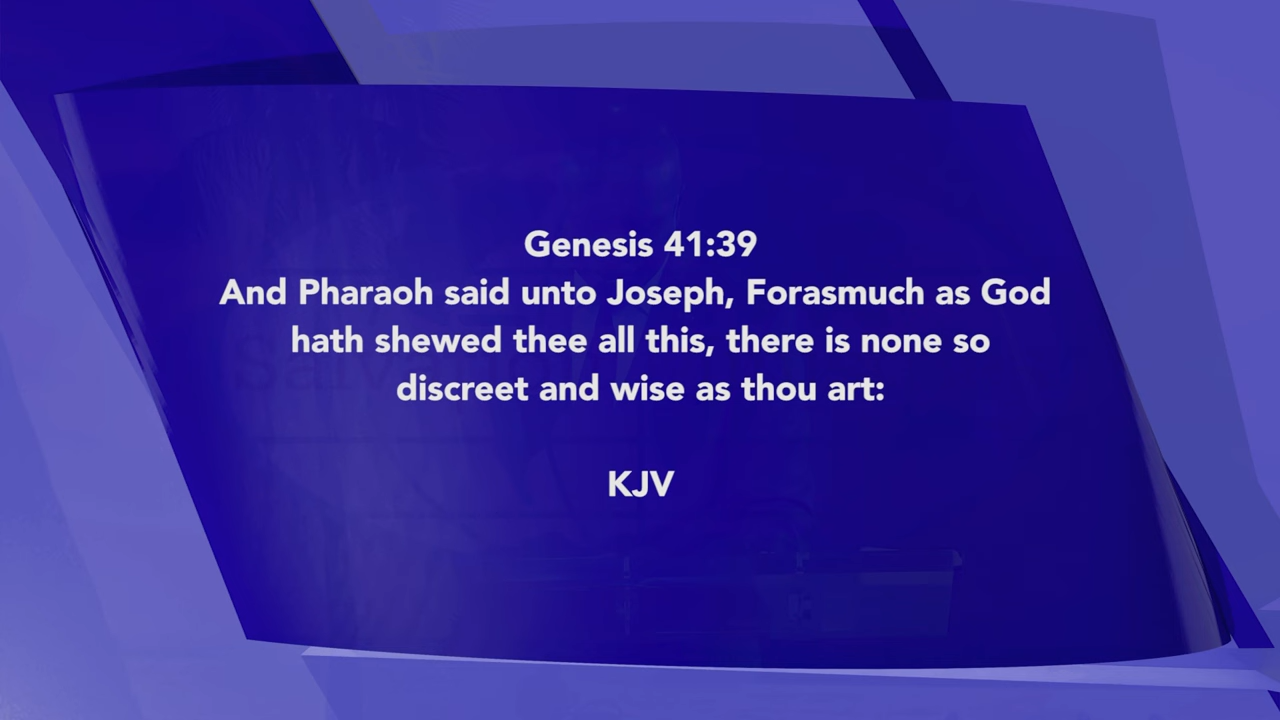 Genesis 41:39
And Pharaoh said unto Joseph, Forasmuch as God
hath shewed thee all this, there is none so
discreet and wise as thou art:
KJV